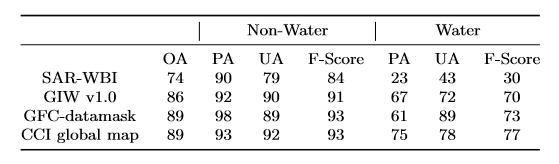 Non-Water Water
OA PA UA F-Score PA UA F-Score
SAR-WBI 74 90 79 84 23 43 30
GIW v1.0 86 92 90 91 67 72 70
GFC-datamask 89 98 89 93 61 89 73
CCI global map 89 93 92 93 75 78 77